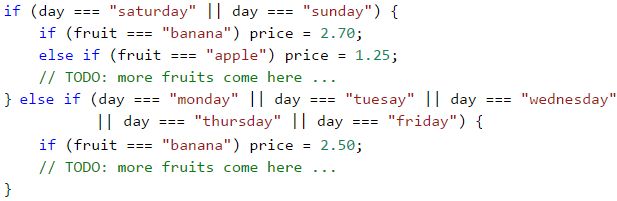 if (day === "saturday" || day === "sunday") {
    if (fruit === "banana") price = 2.70;
    else if (fruit === "apple") price = 1.25;
    // TODO: more fruits come here ...
} else if (day === "monday" || day === "tuesay" || day === "wednesday"
           || day === "thursday" || day === "friday") {
    if (fruit === "banana") price = 2.50;
    // TODO: more fruits come here ...
}